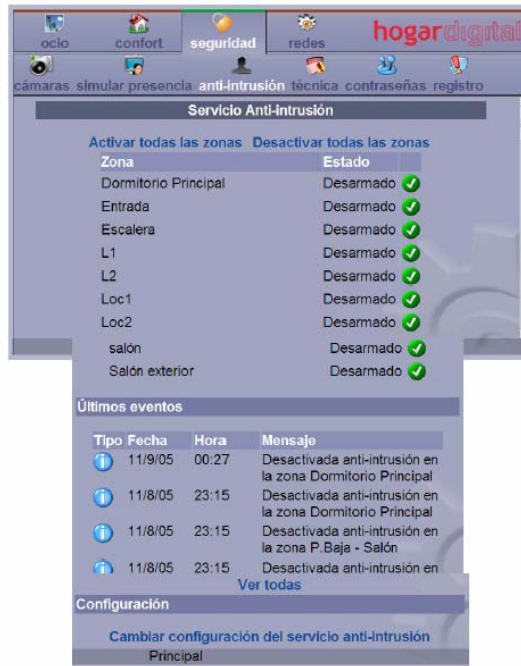 ocio confort seguridad redes hogardigital
cámaras simular presencia anti-intrusión técnica contraseñas registro
Servicio Anti-intrusión
Activar todas las zonas Desactivar todas las zonas
Zona Estado
Dormitorio Principal Desarmado
Entrada Desarmado
Escalera Desarmado
L1 Desarmado
L2 Desarmado
Loc1 Desarmado
Loc2 Desarmado
salón Desarmado
Salón exterior Desarmado
Últimos eventos
Tipo Fecha Hora Mensaje
11/9/05 00:27 Desactivada anti-intrusión en
la zona Dormitorio Principal
11/8/05 23:15 Desactivada anti-intrusión en
la zona Dormitorio Principal
11/8/05 23:15 Desactivada anti-intrusión en
la zona P.Baja - Salón
11/8/05 23:15 Desactivada anti-intrusión en
Ver todas
Configuración
Cambiar configuración del servicio anti-intrusión
Principal